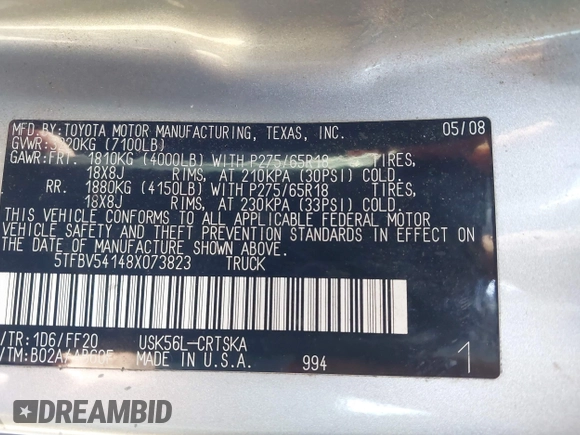 MFD.BY:TOYOTA MOTOR MANUFACTURING, TEXAS, INC. 05/08
GVWR:3220KG (7100LB)
GAWR:FRT. 1810KG (4000LB) WITH P275/65R18 TIRES,
18X8J RIMS, AT 210KPA (30PSI) COLD.
RR. 1880KG (4150LB) WITH P275/65R18 TIRES,
18X8J RIMS, AT 230KPA (33PSI) COLD.
THIS VEHICLE CONFORMS TO ALL APPLICABLE FEDERAL MOTOR
VEHICLE SAFETY AND THEFT PREVENTION STANDARDS IN EFFECT ON
THE DATE OF MANUFACTURE SHOWN ABOVE.
5TFBV54148X073823 TRUCK
/TR:1D6/FF20 USK56L-CRTSKA
/TM:B02A/ MADE IN U.S.A. 994 1
DREAMBID